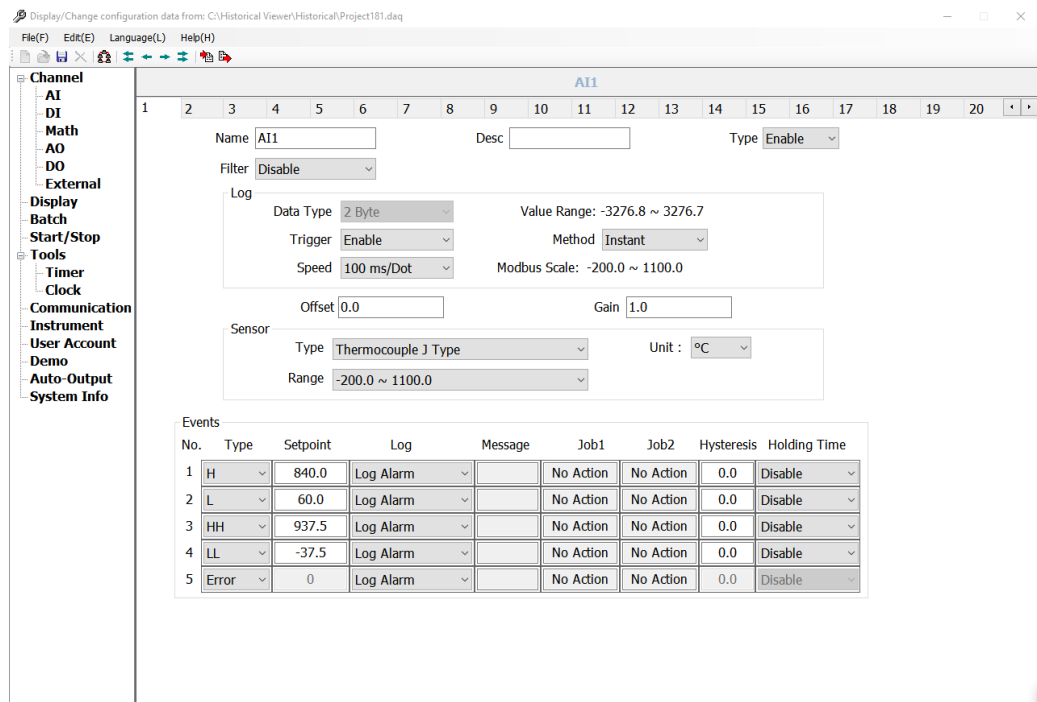 Display/Change configuration data from: C:\Historical Viewer\Historical\Project181.daq
File(F) Edit(E) Language(L) Help(H)
Channel
AI
DI
Math
AO
DO
External
Display
Batch
Start/Stop
Tools
Timer
Clock
Communication
Instrument
User Account
Demo
Auto-Output
System Info
AI1
1 2 3 4 5 6 7 8 9 10 11 12 13 14 15 16 17 18 19 20
Name AI1 Desc Type Enable
Filter Disable
Log
Data Type 2 Byte Value Range: -3276.8 ~ 3276.7
Trigger Enable Method Instant
Speed 100 ms/Dot Modbus Scale: -200.0 ~ 1100.0
Offset 0.0 Gain 1.0
Sensor
Type Thermocouple J Type Unit : ºC
Range -200.0 ~ 1100.0
Events
No. Type Setpoint Log Message Job1 Job2 Hysteresis Holding Time
1 H 840.0 Log Alarm No Action No Action 0.0 Disable
2 L 60.0 Log Alarm No Action No Action 0.0 Disable
3 HH 937.5 Log Alarm No Action No Action 0.0 Disable
4 LL -37.5 Log Alarm No Action No Action 0.0 Disable
5 Error 0 Log Alarm No Action No Action 0.0 Disable